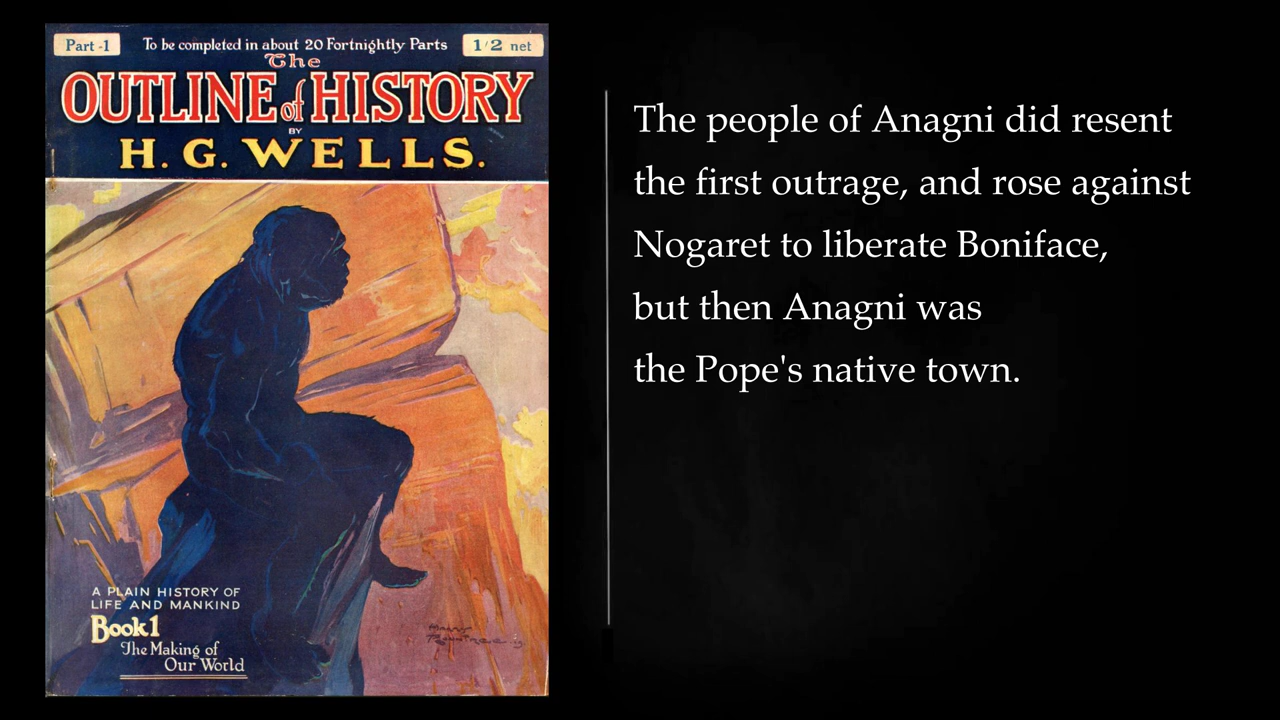 Part -1
To be completed in about 20 Fortnightly Parts
1/2 net
The
OUTLINE of HISTORY
BY
H. G. WELLS.
A PLAIN HISTORY OF
LIFE AND MANKIND
Book 1
The Making of
Our World
The people of Anagni did resent
the first outrage, and rose against
Nogaret to liberate Boniface,
but then Anagni was
the Pope's native town.